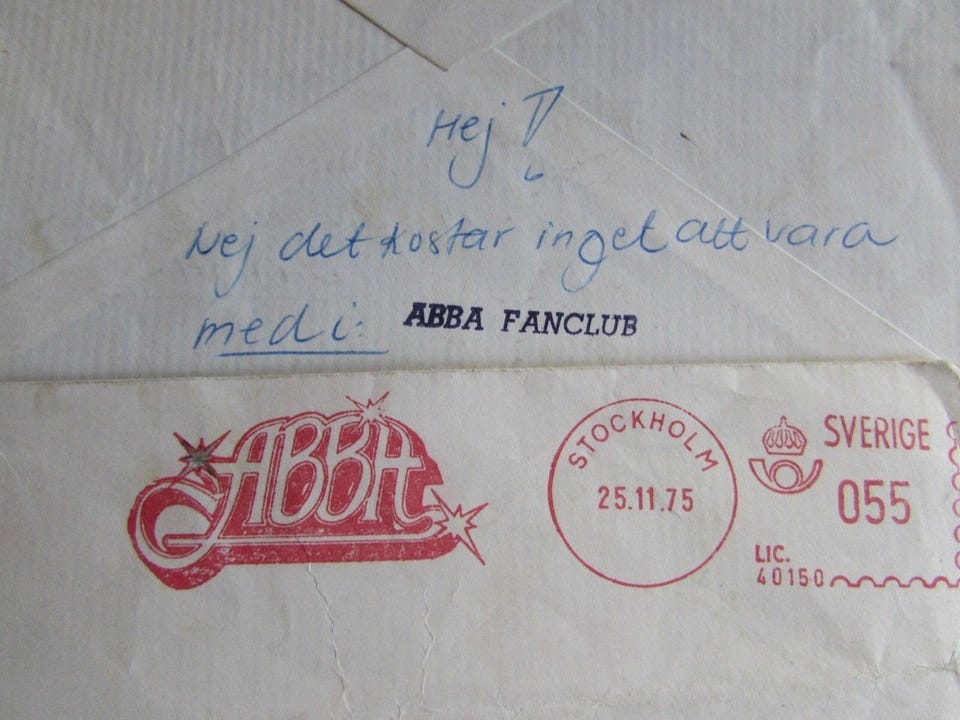 Hej!
Nej det kostar inget att vara
med i: ABBA FANCLUB
ABBA
STOCKHOLM
25.11.75
SVERIGE
055
LIC.
40150